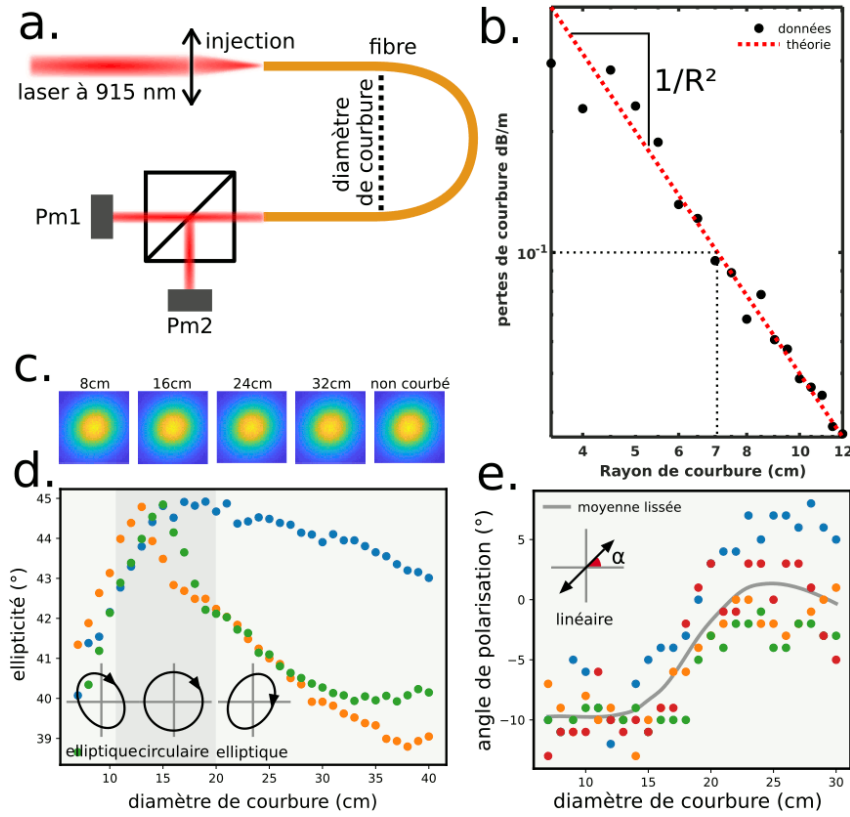 a.
injection
laser à 915 nm
fibre
diamètre
de courbure
Pm1
Pm2
b.
données
théorie
1/R²
pertes de courbure dB/m
10⁻¹
4 5 6 7 8 10 12
Rayon de courbure (cm)
c.
8cm 16cm 24cm 32cm non courbé
d.
ellipticité (°)
45
44
43
42
41
40
39
elliptique circulaire elliptique
10 15 20 25 30 35 40
diamètre de courbure (cm)
e.
angle de polarisation (°)
moyenne lissée
α
linéaire
5
0
−5
−10
10 15 20 25 30
diamètre de courbure (cm)